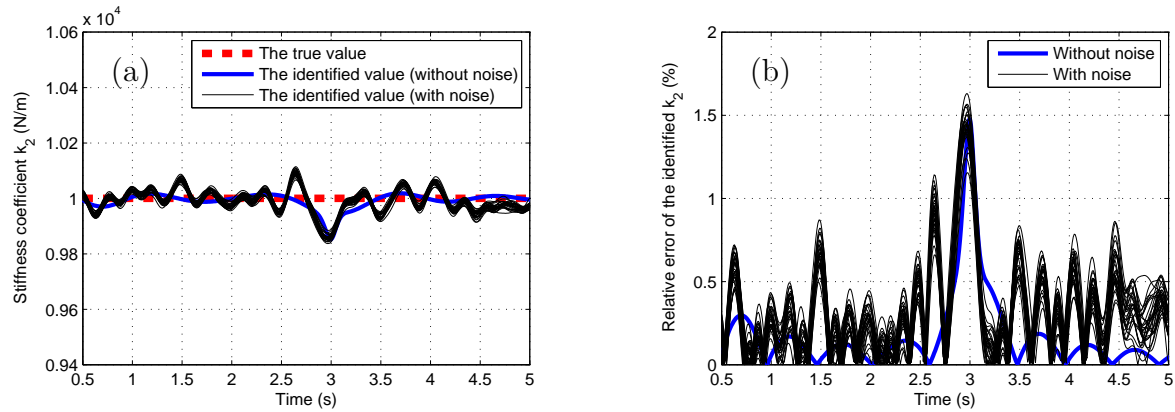 x 10⁴
1.06
1.04
1.02
1
0.98
0.96
0.94
0.5 1 1.5 2 2.5 3 3.5 4 4.5 5
Time (s)
Stiffness coefficient k₂ (N/m)
(a)
The true value
The identified value (without noise)
The identified value (with noise)
2
1.5
1
0.5
0
0.5 1 1.5 2 2.5 3 3.5 4 4.5 5
Time (s)
Relative error of the identified k₂ (%)
(b)
Without noise
With noise